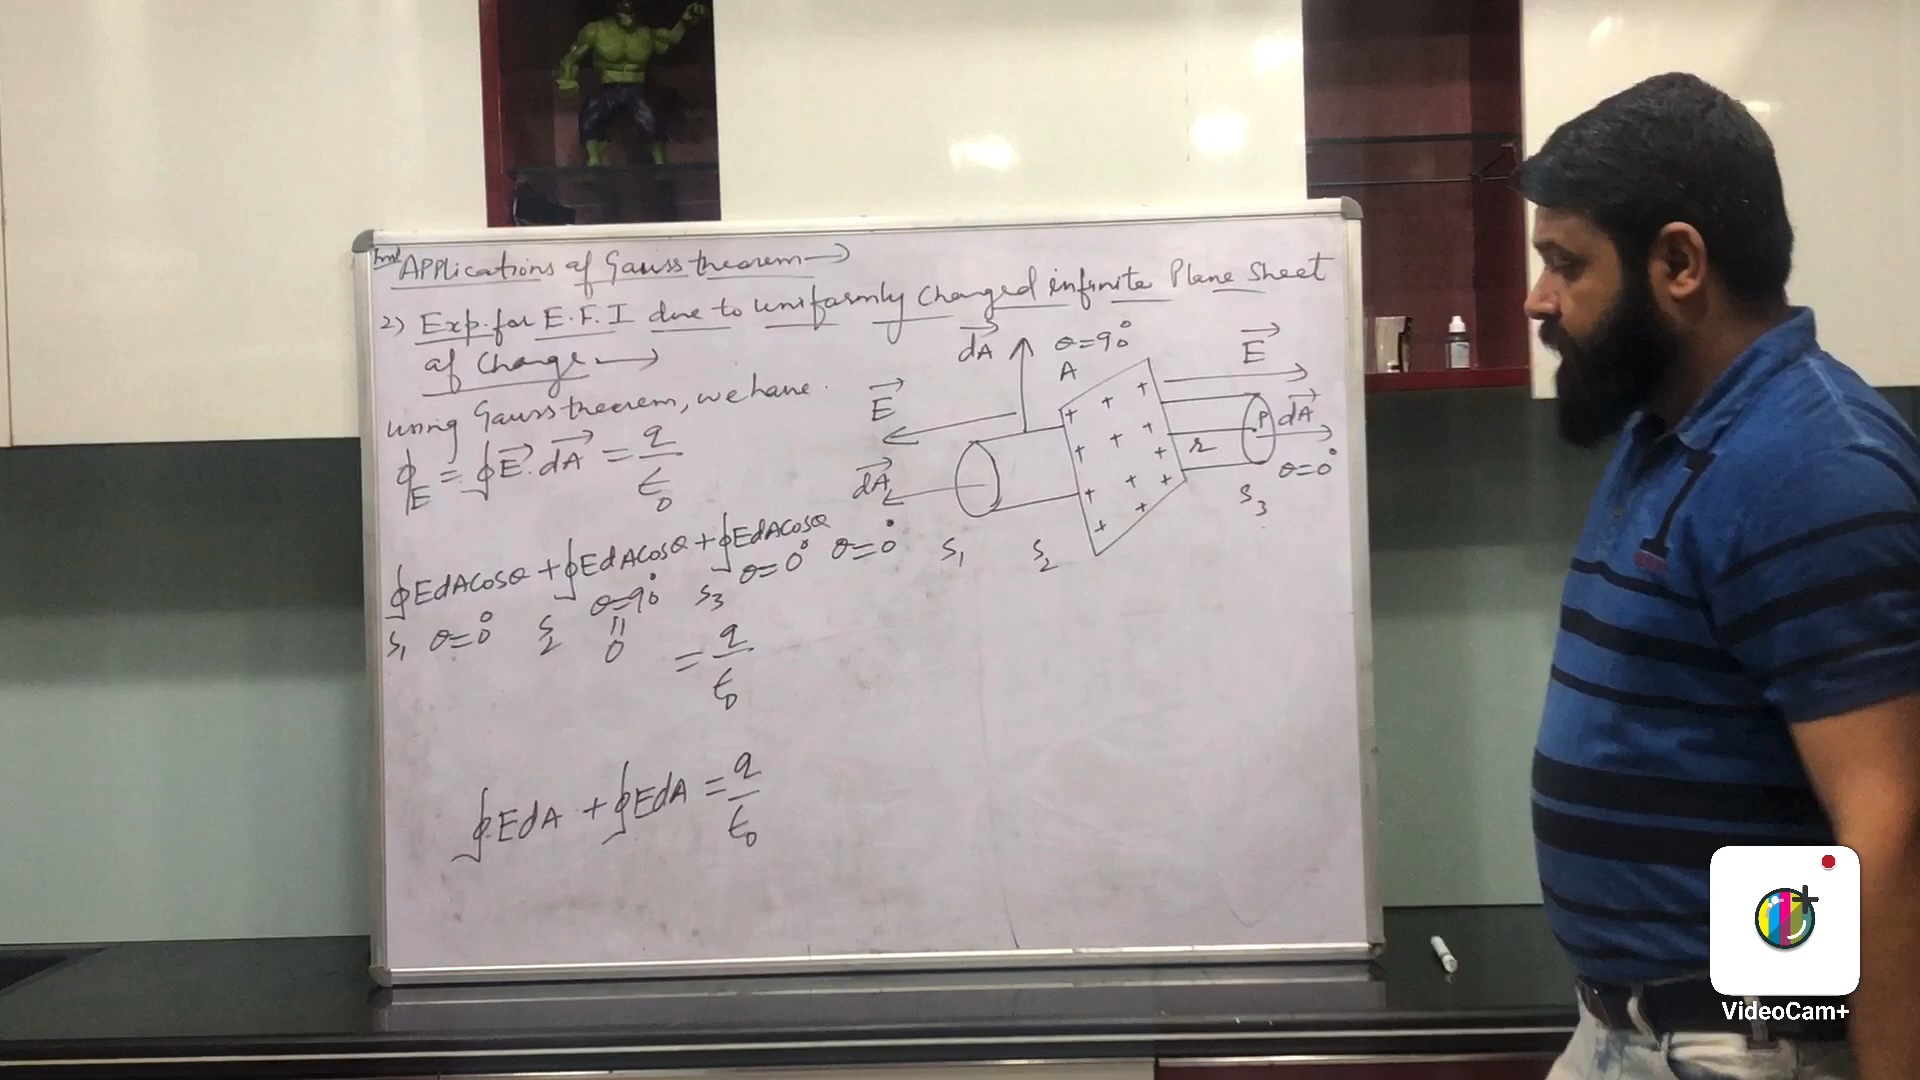 Imp Applications of Gauss theorem →
2) Exp. for E.F.I due to uniformly charged infinite Plane Sheet
of charge →
using Gauss theorem, we have.
ϕ_E = ∮E⃗.dA⃗ = q/ε₀
∮EdAcosθ + ∮EdAcosθ + ∮EdAcosθ
S₁ θ=0° S₂ θ=90° S₃ θ=0°
0
= q/ε₀
∮EdA + ∮EdA = q/ε₀
dA⃗ θ=90°
A
E⃗
E⃗
P dA⃗
r
θ=0°
dA⃗
S₃
θ=0° S₁ S₂
VideoCam+